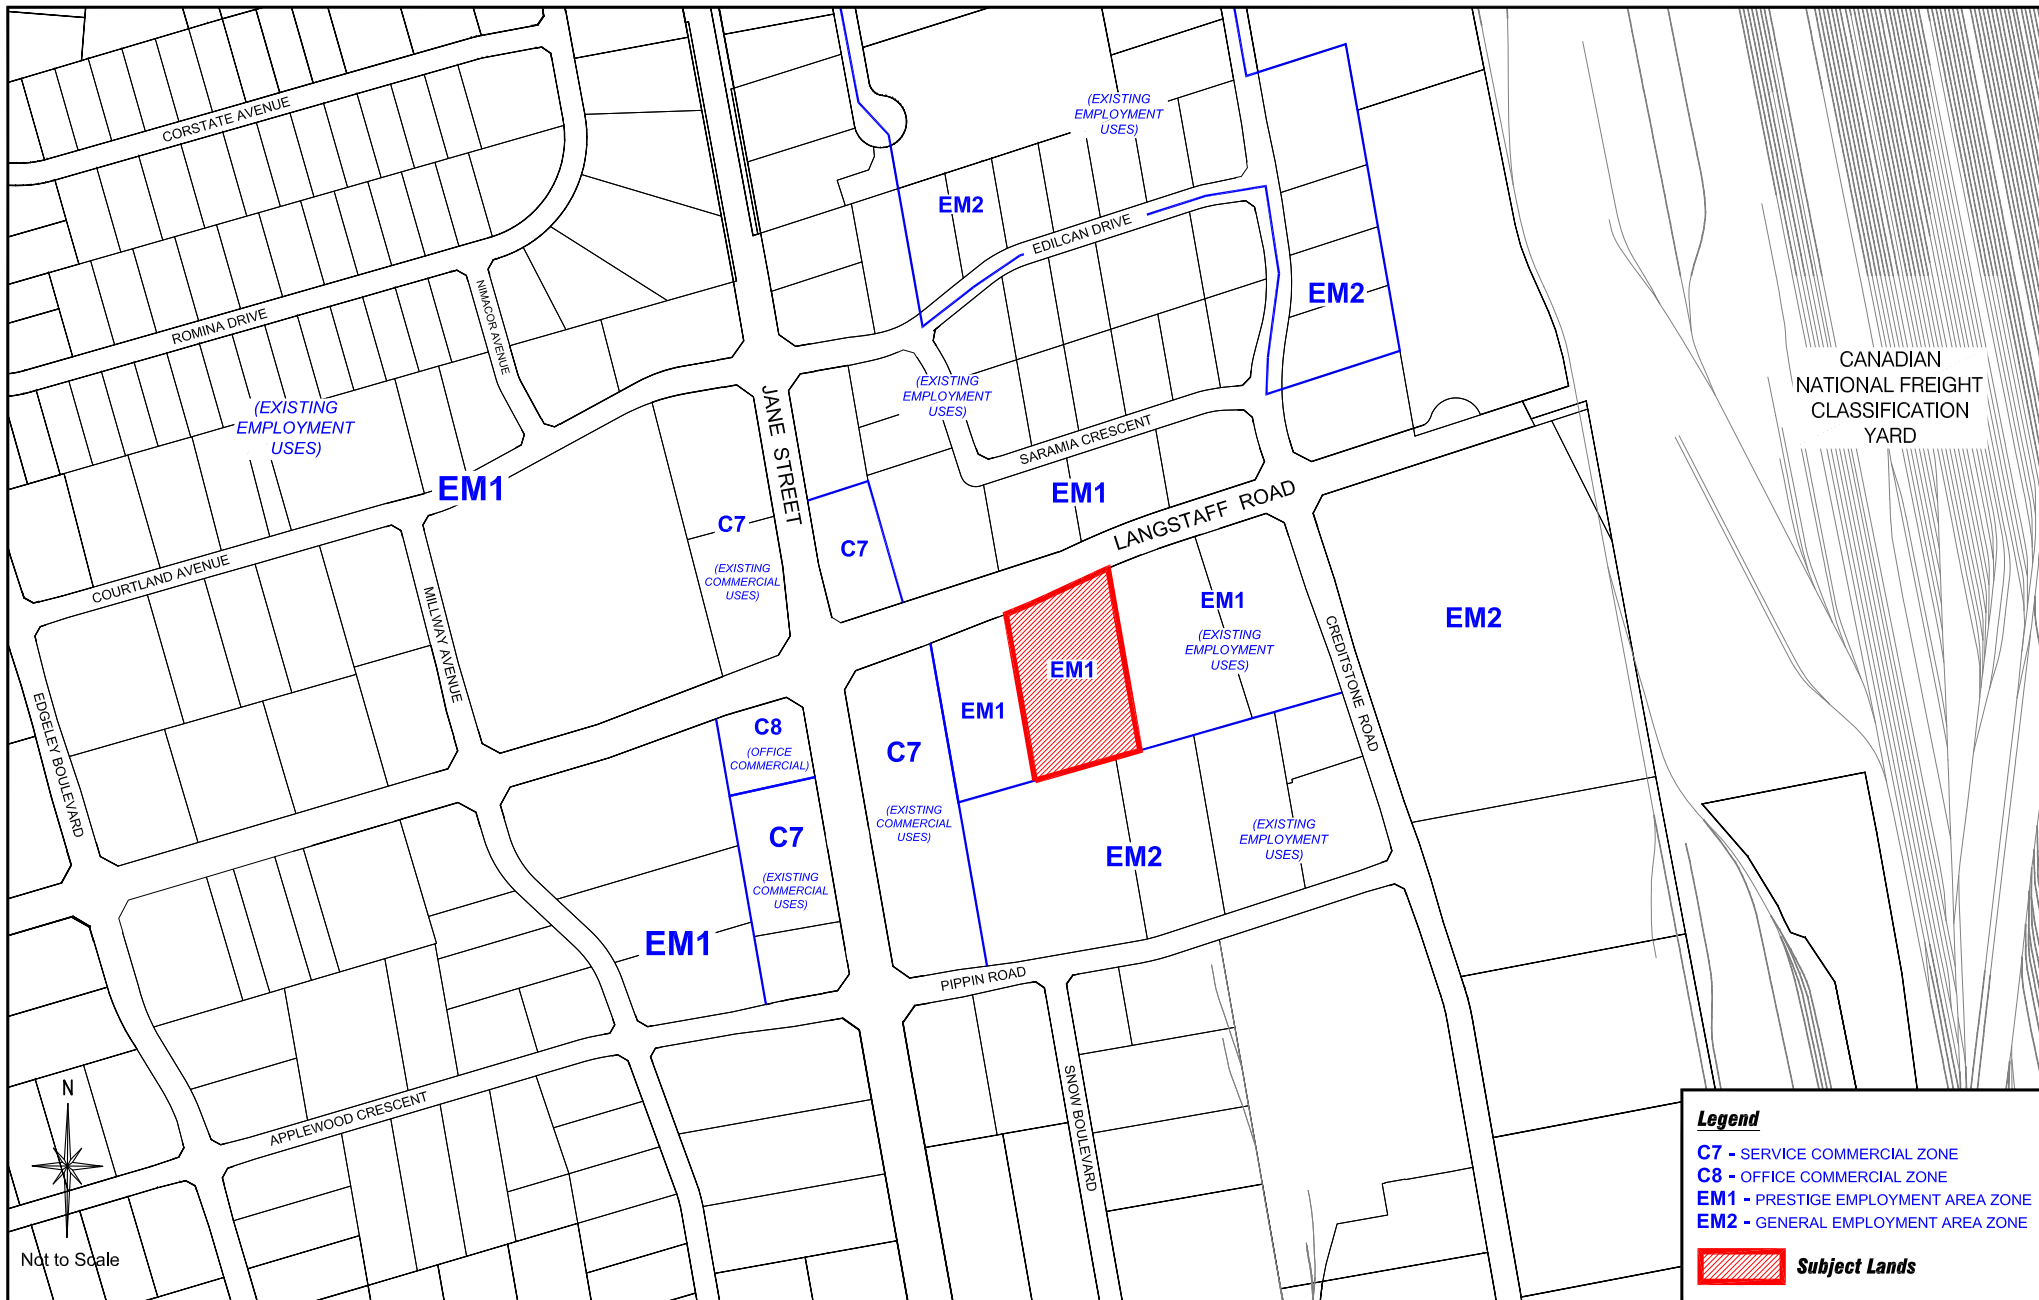 CORSTATE AVENUE
(EXISTING
EMPLOYMENT
USES)
EM2
EDILCAN DRIVE
EM2
NIMACOR AVENUE
ROMINA DRIVE
CANADIAN
NATIONAL FREIGHT
CLASSIFICATION
YARD
(EXISTING
EMPLOYMENT
USES)
(EXISTING
EMPLOYMENT
USES)
JANE STREET
SARAMIA CRESCENT
EM1
EM1
LANGSTAFF ROAD
C7
(EXISTING
COMMERCIAL
USES)
C7
COURTLAND AVENUE
MILLWAY AVENUE
EM1
(EXISTING
EMPLOYMENT
USES)
CREDITSTONE ROAD
EM2
EM1
EM1
EDGELEY BOULEVARD
C8
(OFFICE
COMMERCIAL)
C7
(EXISTING
COMMERCIAL
USES)
C7
(EXISTING
COMMERCIAL
USES)
EM2
(EXISTING
EMPLOYMENT
USES)
EM1
PIPPIN ROAD
SNOW BOULEVARD
APPLEWOOD CRESCENT
N
Not to Scale
Legend
C7 - SERVICE COMMERCIAL ZONE
C8 - OFFICE COMMERCIAL ZONE
EM1 - PRESTIGE EMPLOYMENT AREA ZONE
EM2 - GENERAL EMPLOYMENT AREA ZONE
Subject Lands